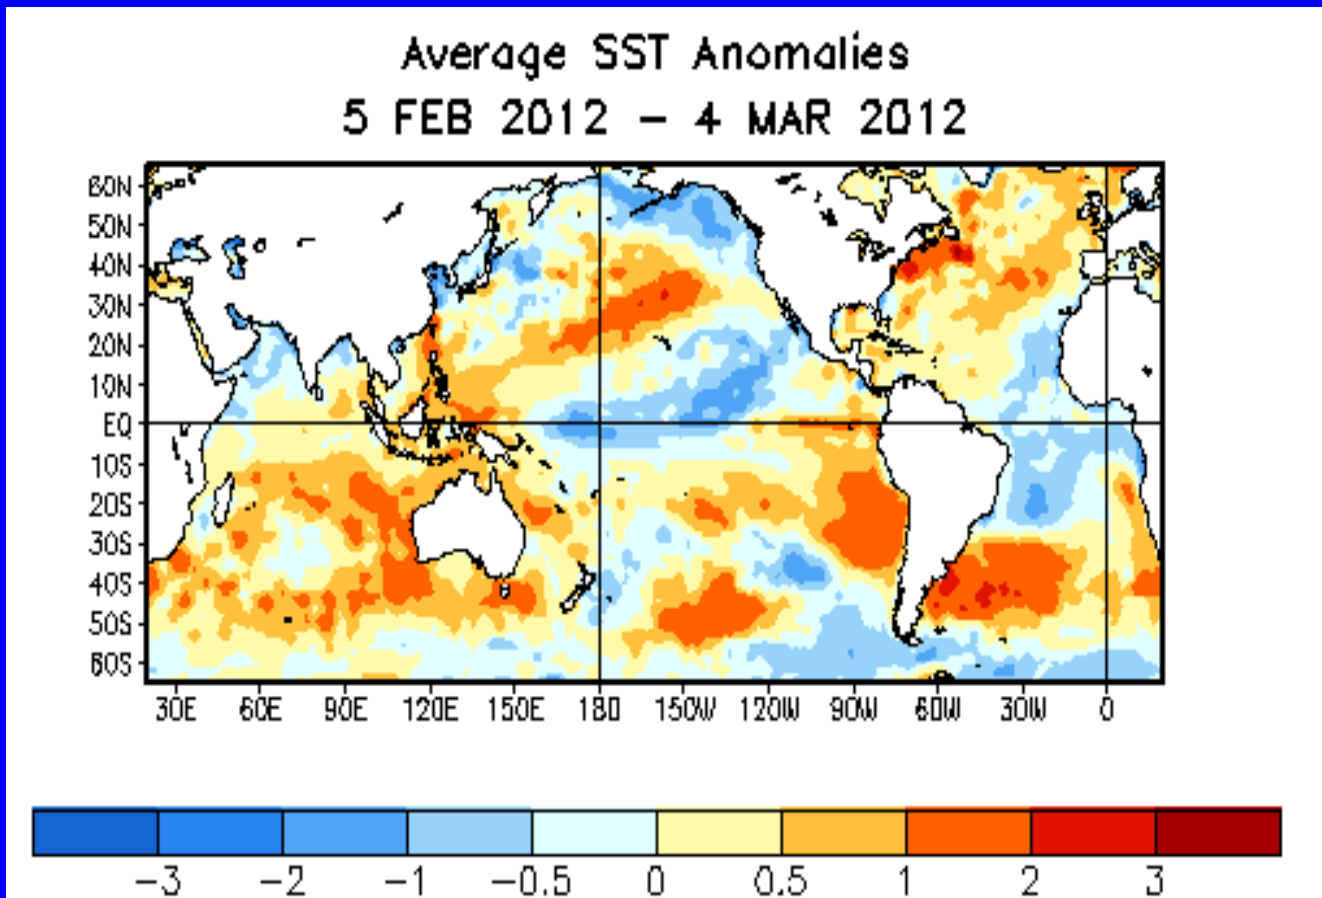 Average SST Anomalies
5 FEB 2012 – 4 MAR 2012
60N
50N
40N
30N
20N
10N
EQ
10S
20S
30S
40S
50S
60S
30E 60E 90E 120E 150E 180 150W 120W 90W 60W 30W 0
−3 −2 −1 −0.5 0 0.5 1 2 3